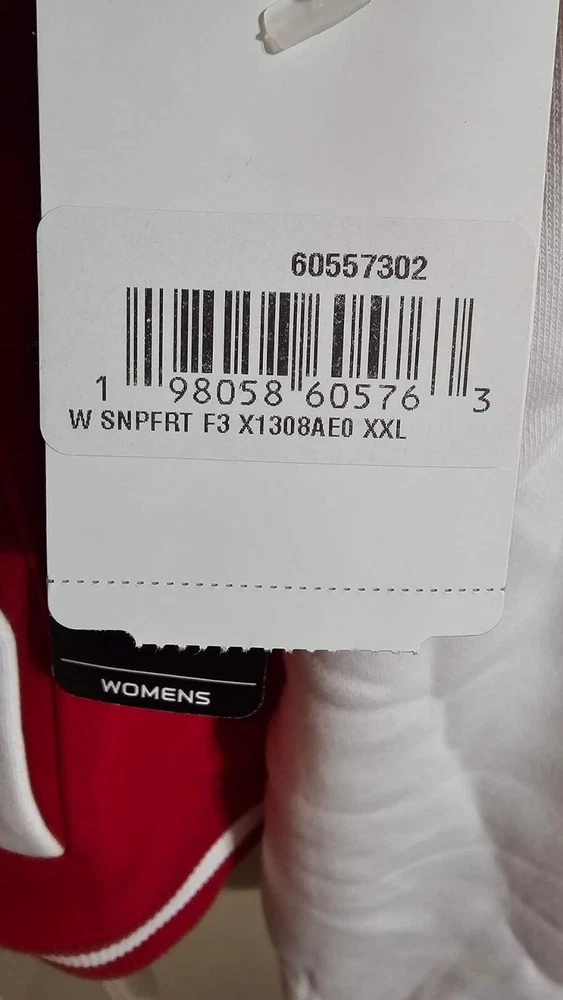 60557302
1 98058 60576 3
W SNPFRT F3 X1308AE0 XXL
WOMENS